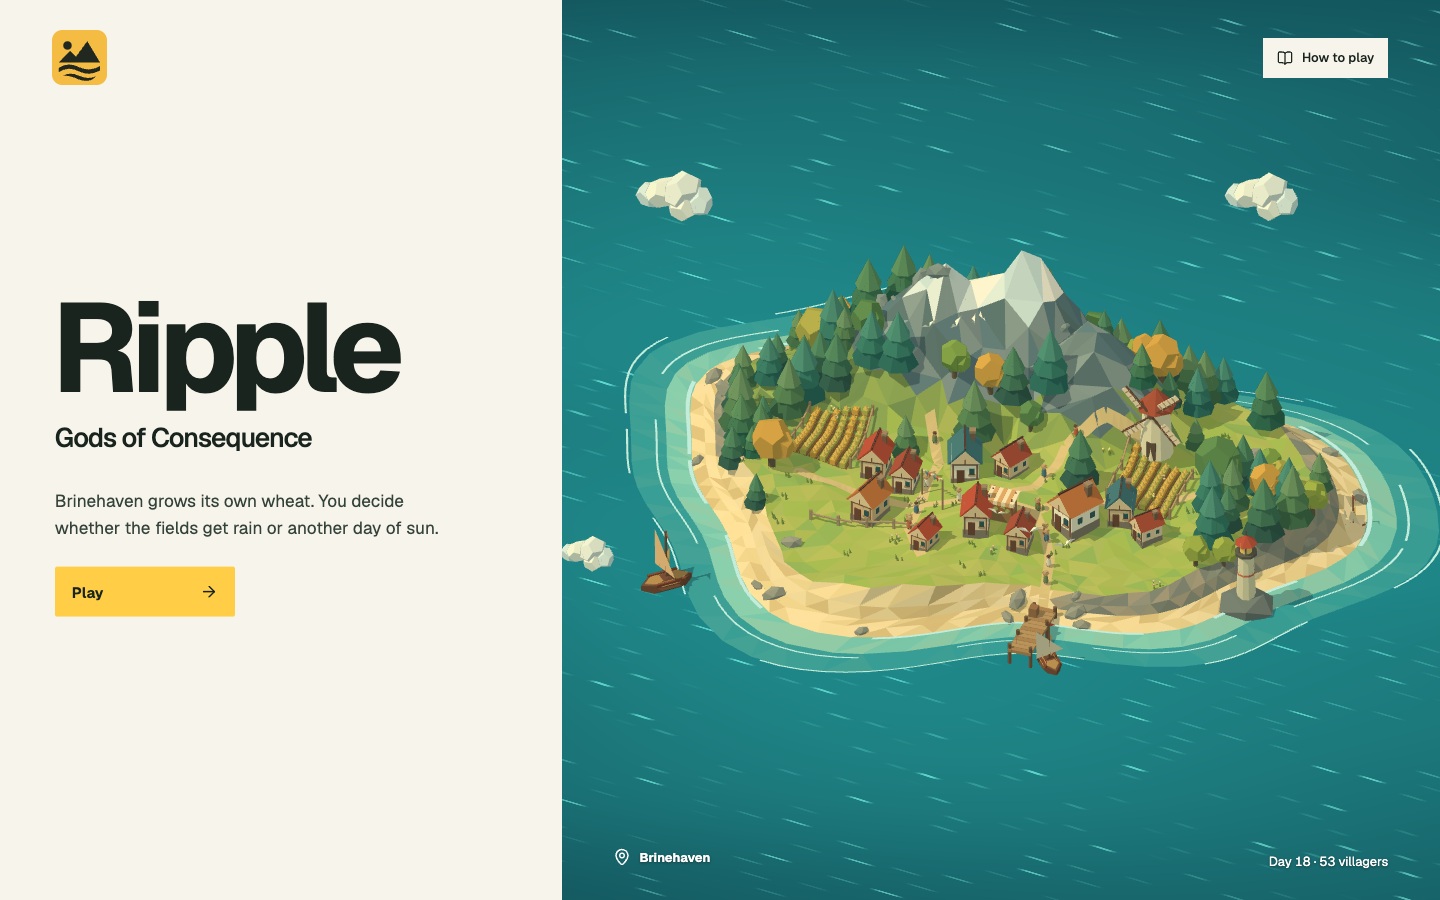 How to play
Ripple
Gods of Consequence
Brinehaven grows its own wheat. You decide
whether the fields get rain or another day of sun.
Play
Brinehaven
Day 18 · 53 villagers